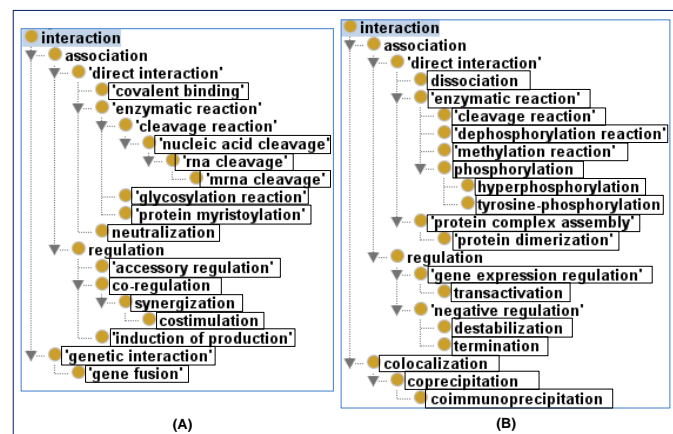 interaction
association
'direct interaction'
'covalent binding'
'enzymatic reaction'
'cleavage reaction'
'nucleic acid cleavage'
'rna cleavage'
'mrna cleavage'
'glycosylation reaction'
'protein myristoylation'
neutralization
regulation
'accessory regulation'
co-regulation
synergization
costimulation
'induction of production'
'genetic interaction'
'gene fusion'
(A)
interaction
association
'direct interaction'
dissociation
'enzymatic reaction'
'cleavage reaction'
'dephosphorylation reaction'
'methylation reaction'
phosphorylation
hyperphosphorylation
tyrosine-phosphorylation
'protein complex assembly'
'protein dimerization'
regulation
'gene expression regulation'
transactivation
'negative regulation'
destabilization
termination
colocalization
coprecipitation
coimmunoprecipitation
(B)